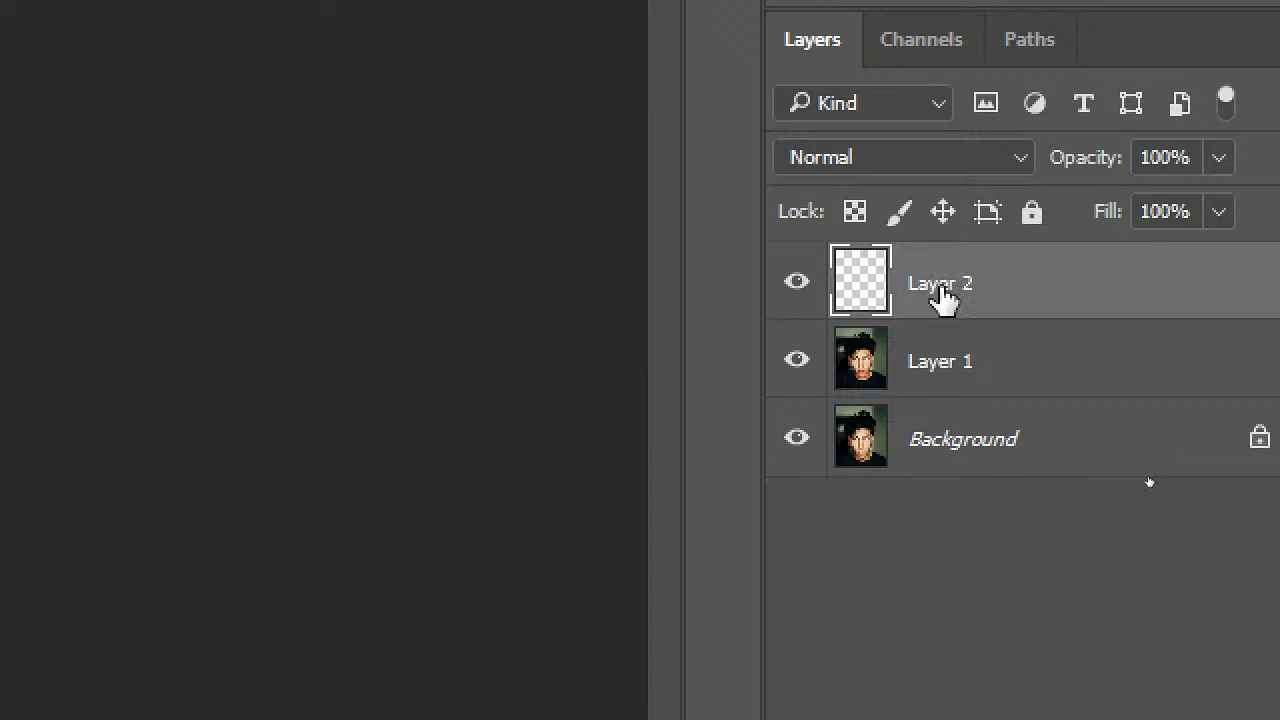 Layers Channels Paths
Kind
Normal Opacity: 100%
Lock: Fill: 100%
Layer 2
Layer 1
Background